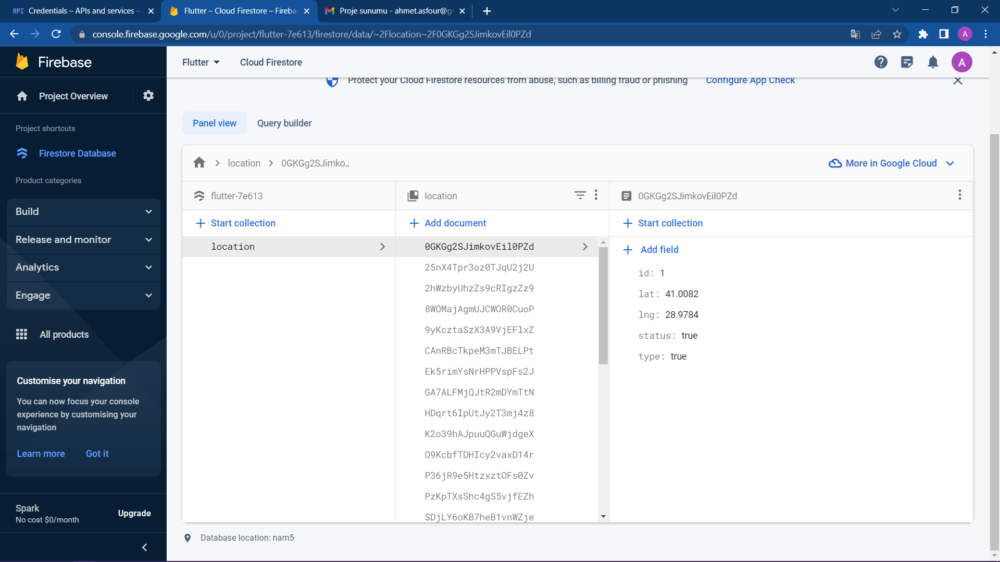 API Credentials – APIs and services –
Flutter – Cloud Firestore – Fireba
Proje sunumu - ahmet.asfour@g
console.firebase.google.com/u/0/project/flutter-7e613/firestore/data/~2Flocation~2F0GKGg2SJimkovEil0PZd
A
Firebase
Flutter
Cloud Firestore
A
Protect your Cloud Firestore resources from abuse, such as billing fraud or phishing
Configure App Check
Project Overview
Project shortcuts
Firestore Database
Product categories
Build
Release and monitor
Analytics
Engage
All products
Customise your navigation
You can now focus your console
experience by customising your
navigation
Learn more
Got it
Spark
No cost $0/month
Upgrade
Panel view
Query builder
location
0GKGg2SJimko..
More in Google Cloud
flutter-7e613
Start collection
location
location
Add document
0GKGg2SJimkovEil0PZd
25nX4Tpr3oz0TJqU2j2U
2hWzbyUhzZs9cRIgzZz9
8WOMajAgmUJCWOR0CuoP
9yKcztaSzX3A9VjEFlxZ
CAnRBcTkpeM3mTJBELPt
Ek5rimYsNrHPPVspFs2J
GA7ALFMjQJtR2mDYmTtN
HDqrt6IpUtJy2T3mj4z8
K2o39hAJpuuQGuWjdgeX
O9KcbfTDHIcy2vaxD14r
P36jR9e5HtzxztOFs0Zv
PzKpTXsShc4gS5vjfEZh
SDjLY6oKB7heB1vnWZje
0GKGg2SJimkovEil0PZd
Start collection
Add field
id: 1
lat: 41.0082
lng: 28.9784
status: true
type: true
Database location: nam5